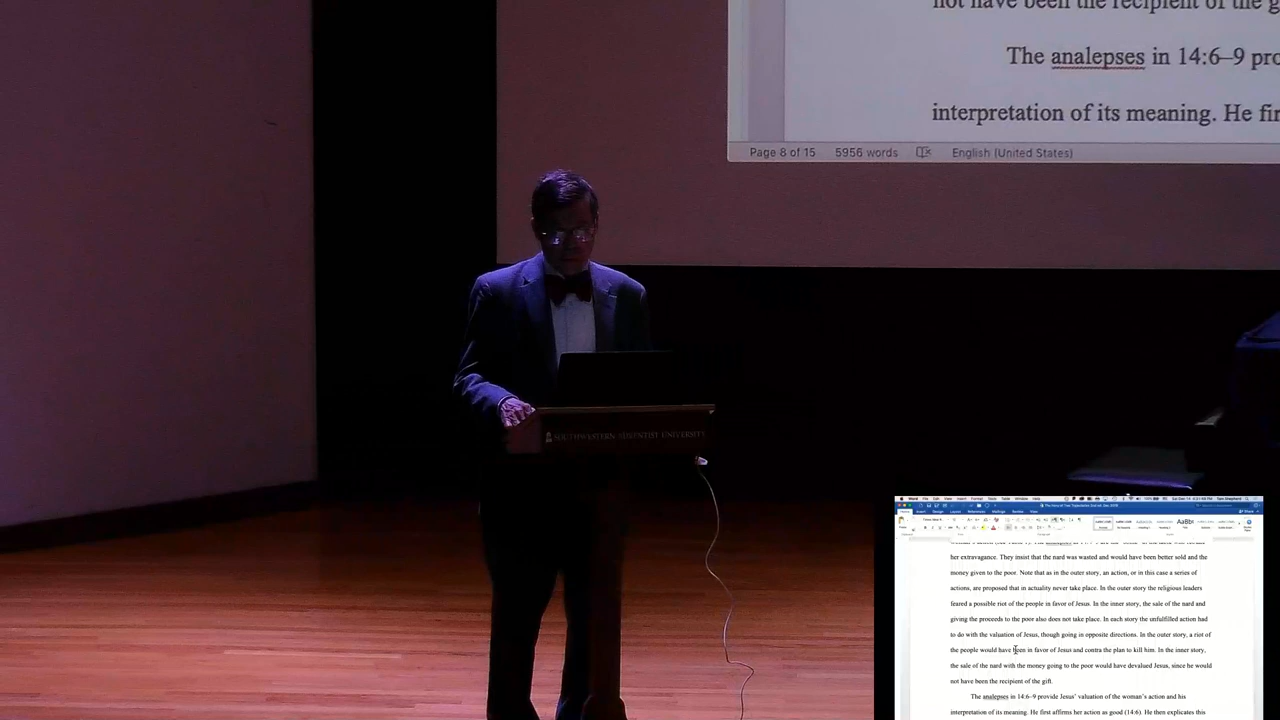 not have been the recipient of the g
The analepses in 14:6–9 pro
interpretation of its meaning. He fir
Page 8 of 15 5956 words English (United States)
SOUTHWESTERN ADVENTIST UNIVERSITY
Word File Edit View Insert Format Tools Table Window Help
her extravagance. They insist that the nard was wasted and would have been better sold and the
money given to the poor. Note that as in the outer story, an action, or in this case a series of
actions, are proposed that in actuality never take place. In the outer story the religious leaders
feared a possible riot of the people in favor of Jesus. In the inner story, the sale of the nard and
giving the proceeds to the poor also does not take place. In each story the unfulfilled action had
to do with the valuation of Jesus, though going in opposite directions. In the outer story, a riot of
the people would have been in favor of Jesus and contra the plan to kill him. In the inner story,
the sale of the nard with the money going to the poor would have devalued Jesus, since he would
not have been the recipient of the gift.
The analepses in 14:6–9 provide Jesus' valuation of the woman's action and his
interpretation of its meaning. He first affirms her action as good (14:6). He then explicates this